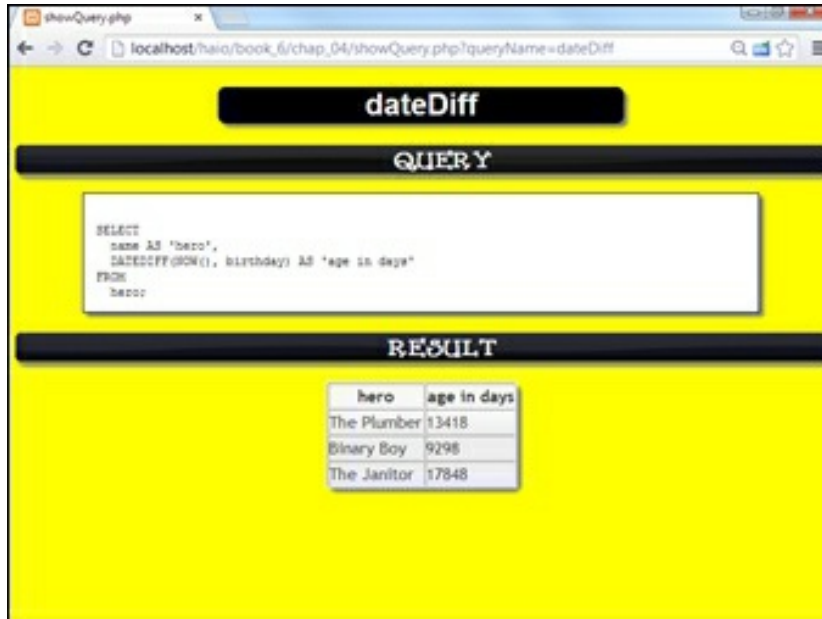 showQuery.php
localhost/haio/book_6/chap_04/showQuery.php?queryName=dateDiff
dateDiff
QUERY
SELECT
name AS 'hero',
DATEDIFF(NOW(), birthday) AS 'age in days'
FROM
hero;
RESULT
hero age in days
The Plumber 13418
Binary Boy 9298
The Janitor 17848